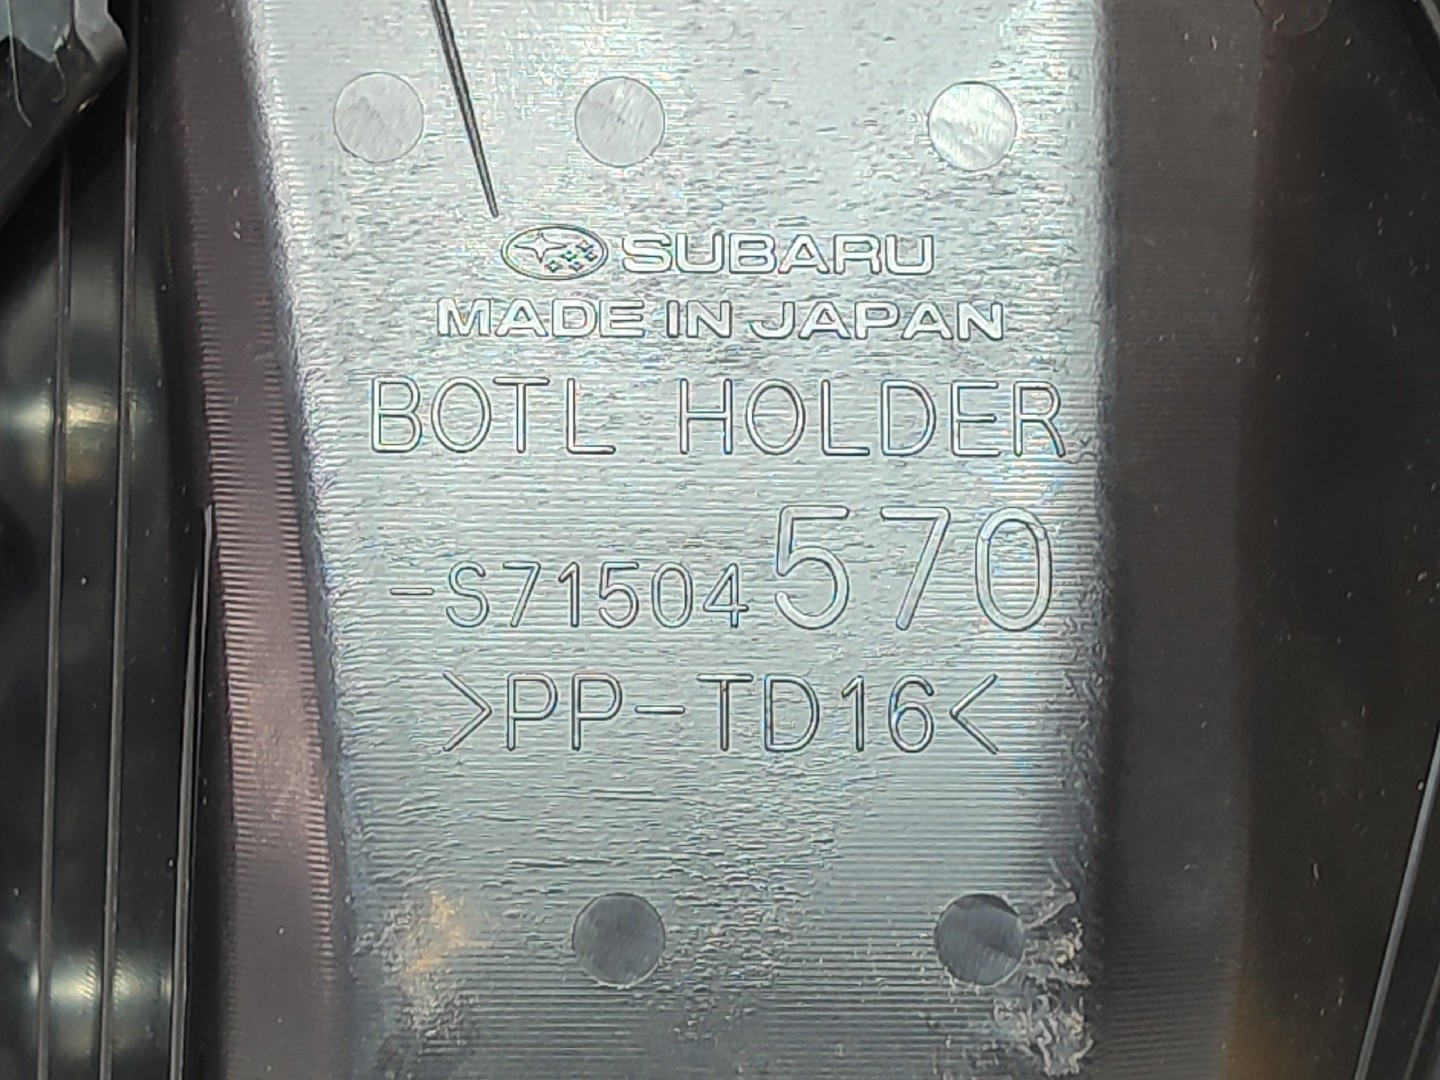 SUBARU
MADE IN JAPAN
BOTL HOLDER
-S71504570
>PP-TD16<